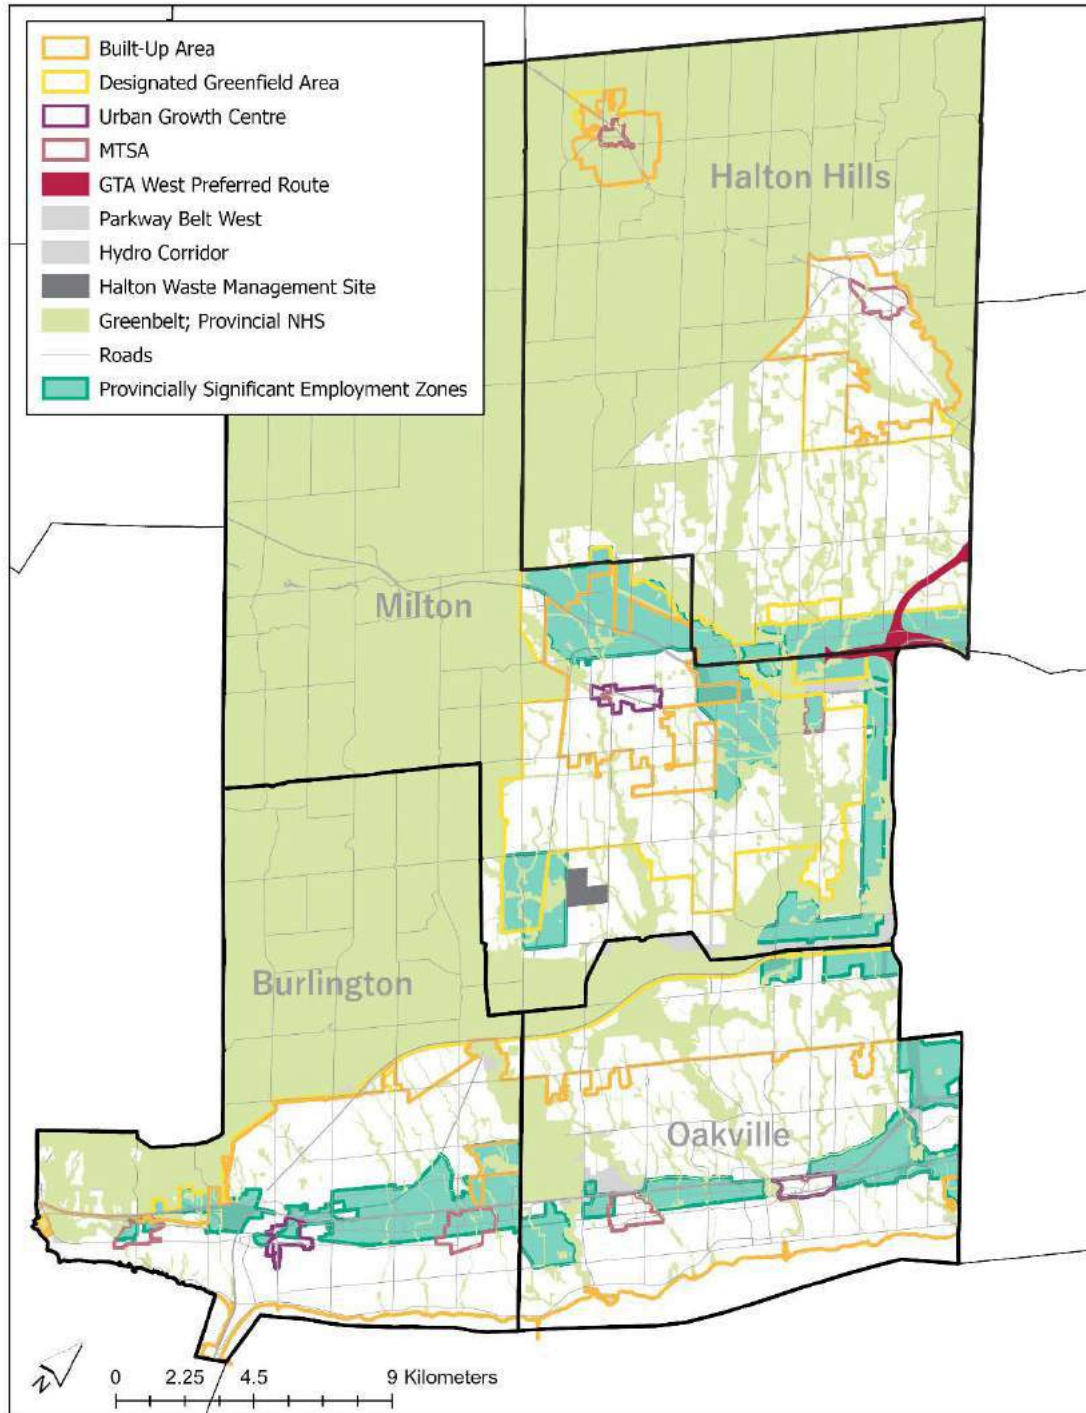 Built-Up Area
Designated Greenfield Area
Urban Growth Centre
MTSA
GTA West Preferred Route
Parkway Belt West
Hydro Corridor
Halton Waste Management Site
Greenbelt; Provincial NHS
Roads
Provincially Significant Employment Zones
Halton Hills
Milton
Burlington
Oakville
N
0 2.25 4.5 9 Kilometers